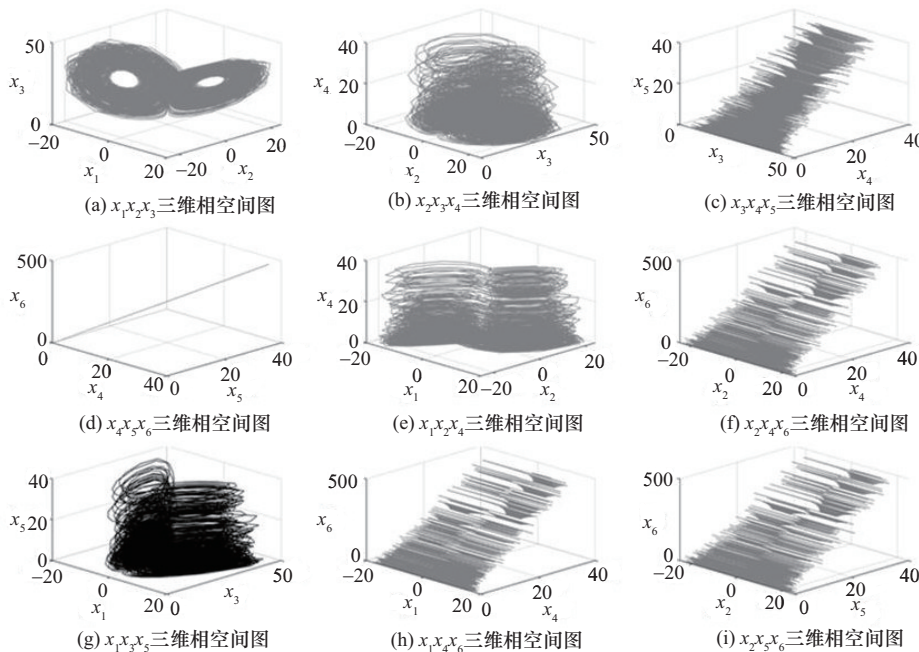 50
x₃
0
−20
0
x₁
20
−20
0
x₂
20
(a) x₁x₂x₃三维相空间图
40
20
x₄
0
−20
0
x₂
20
0
x₃
50
(b) x₂x₃x₄三维相空间图
40
x₅
20
0
0
x₃
50
0
20
x₄
40
(c) x₃x₄x₅三维相空间图
500
x₆
0
0
20
x₄
40
0
20
x₅
40
(d) x₄x₅x₆三维相空间图
40
x₄
20
0
−20
0
x₁
20
−20
0
x₂
20
(e) x₁x₂x₄三维相空间图
500
x₆
0
−20
0
x₂
20
0
20
x₄
40
(f) x₂x₄x₆三维相空间图
40
x₅
20
0
−20
0
x₁
20
0
x₃
50
(g) x₁x₃x₅三维相空间图
500
x₆
0
−20
0
x₁
20
0
20
x₄
40
(h) x₁x₄x₆三维相空间图
500
x₆
0
−20
0
x₂
20
0
20
x₅
40
(i) x₂x₅x₆三维相空间图